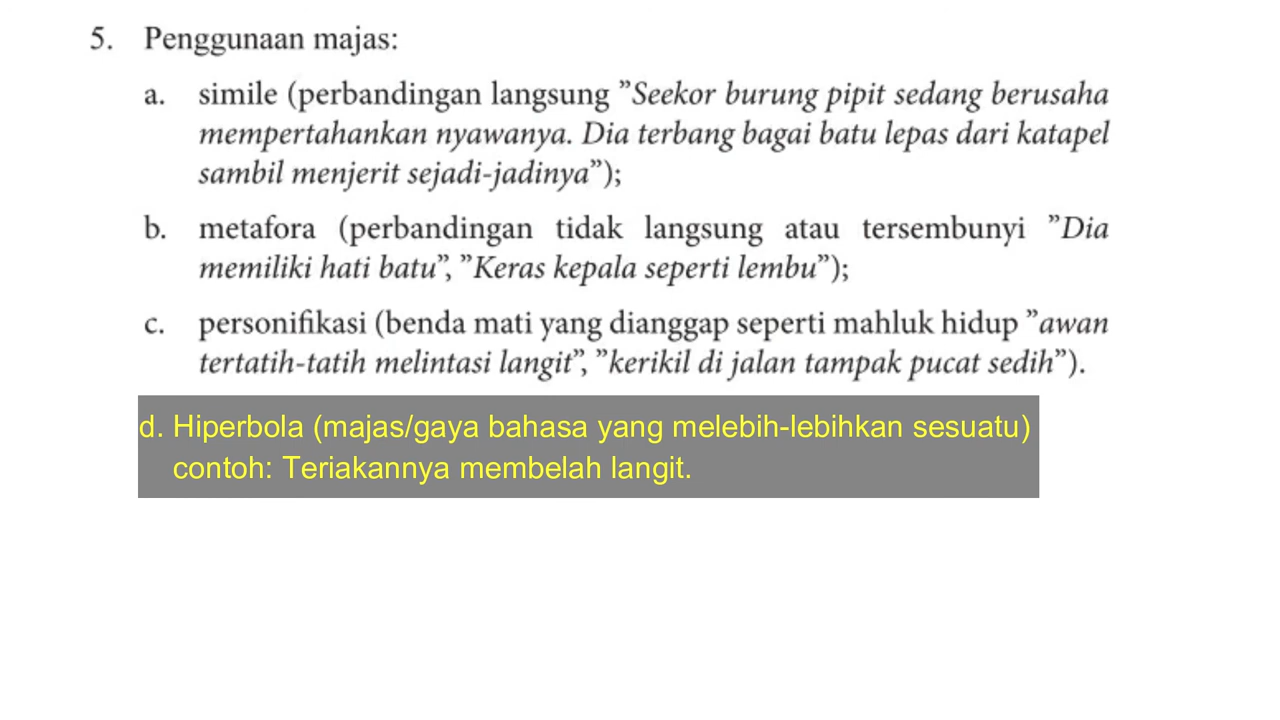 5. Penggunaan majas:
a. simile (perbandingan langsung ”Seekor burung pipit sedang berusaha
mempertahankan nyawanya. Dia terbang bagai batu lepas dari katapel
sambil menjerit sejadi-jadinya”);
b. metafora (perbandingan tidak langsung atau tersembunyi ”Dia
memiliki hati batu”, ”Keras kepala seperti lembu”);
c. personifikasi (benda mati yang dianggap seperti mahluk hidup ”awan
tertatih-tatih melintasi langit”, ”kerikil di jalan tampak pucat sedih”).
d. Hiperbola (majas/gaya bahasa yang melebih-lebihkan sesuatu)
contoh: Teriakannya membelah langit.